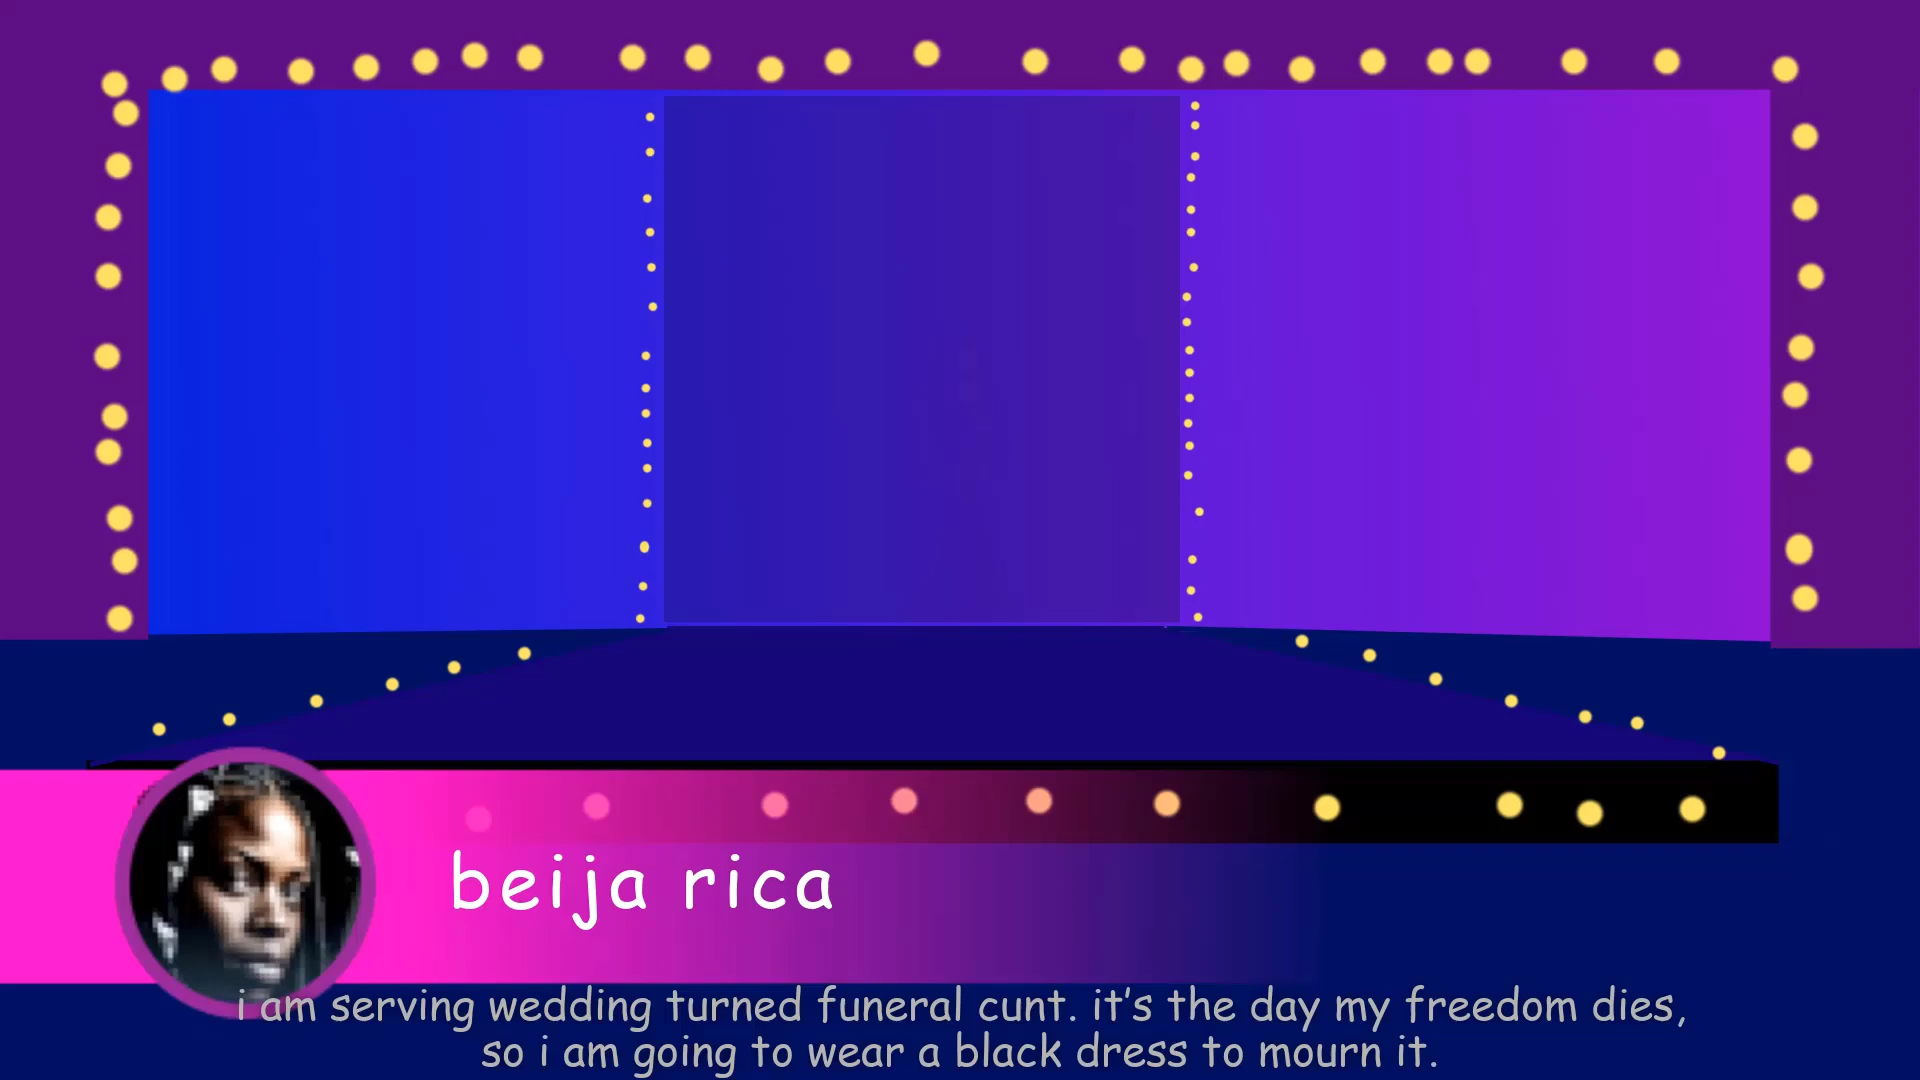 beija rica
i am serving wedding turned funeral cunt. it's the day my freedom dies,
so i am going to wear a black dress to mourn it.